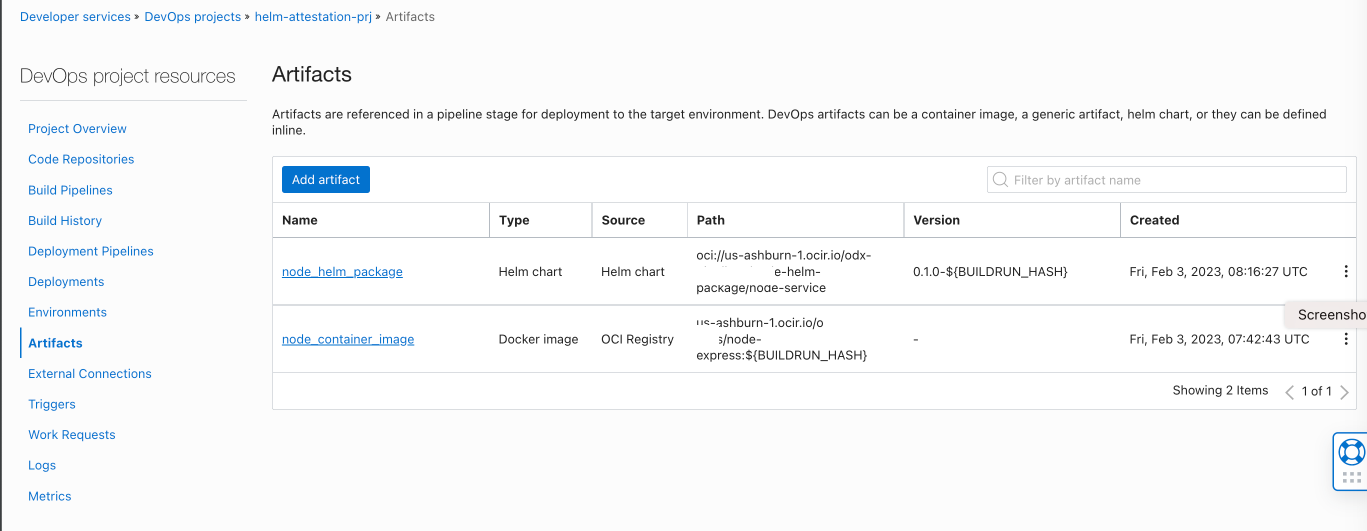 Developer services » DevOps projects » helm-attestation-prj » Artifacts
DevOps project resources
Project Overview
Code Repositories
Build Pipelines
Build History
Deployment Pipelines
Deployments
Environments
Artifacts
External Connections
Triggers
Work Requests
Logs
Metrics
Artifacts
Artifacts are referenced in a pipeline stage for deployment to the target environment. DevOps artifacts can be a container image, a generic artifact, helm chart, or they can be defined
inline.
Add artifact
Filter by artifact name
Name Type Source Path Version Created
node_helm_package Helm chart Helm chart
oci://us-ashburn-1.ocir.io/odx-
e-helm-
package/node-service
0.1.0-${BUILDRUN_HASH} Fri, Feb 3, 2023, 08:16:27 UTC
node_container_image Docker image OCI Registry
us-ashburn-1.ocir.io/o
s/node-
express:${BUILDRUN_HASH}
- Fri, Feb 3, 2023, 07:42:43 UTC
Screensho
Showing 2 Items 1 of 1